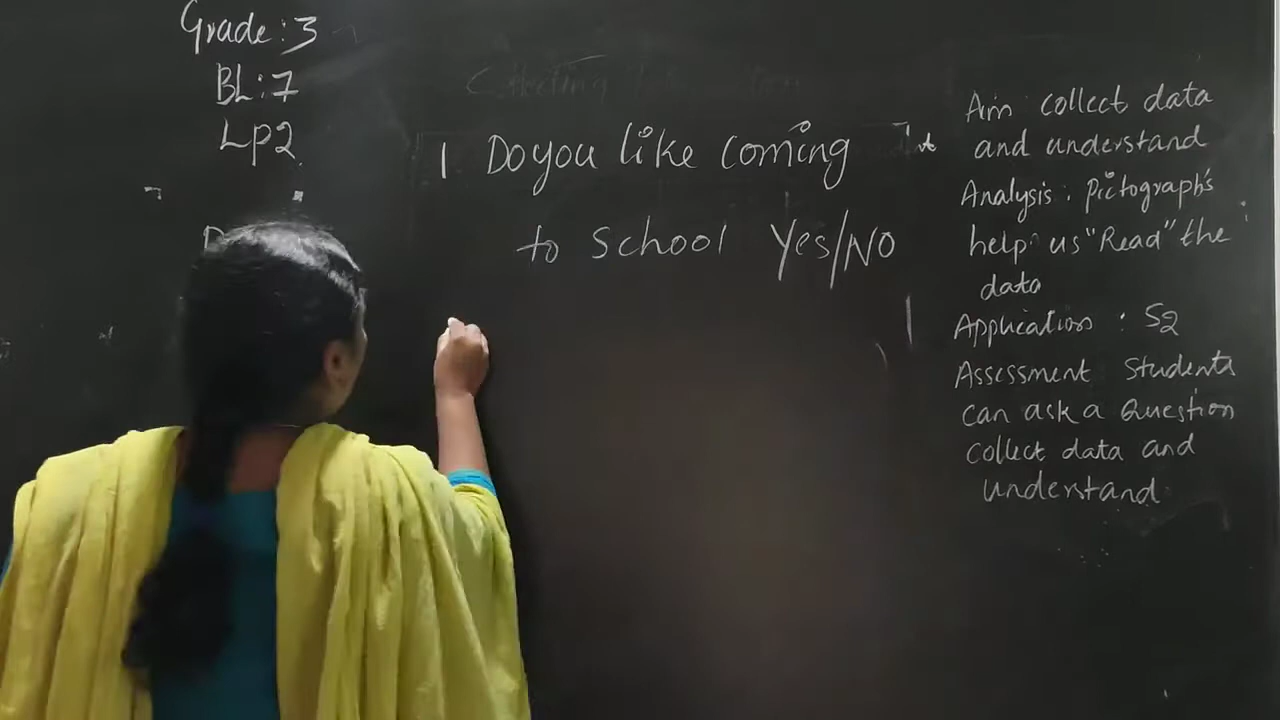 Grade: 3
BL: 7
LP2
1 Do you like coming
to School Yes/No
Aim collect data
and understand
Analysis: pictograph's
help us "Read" the
data
Application : S2
Assessment Students
can ask a Question
collect data and
understand